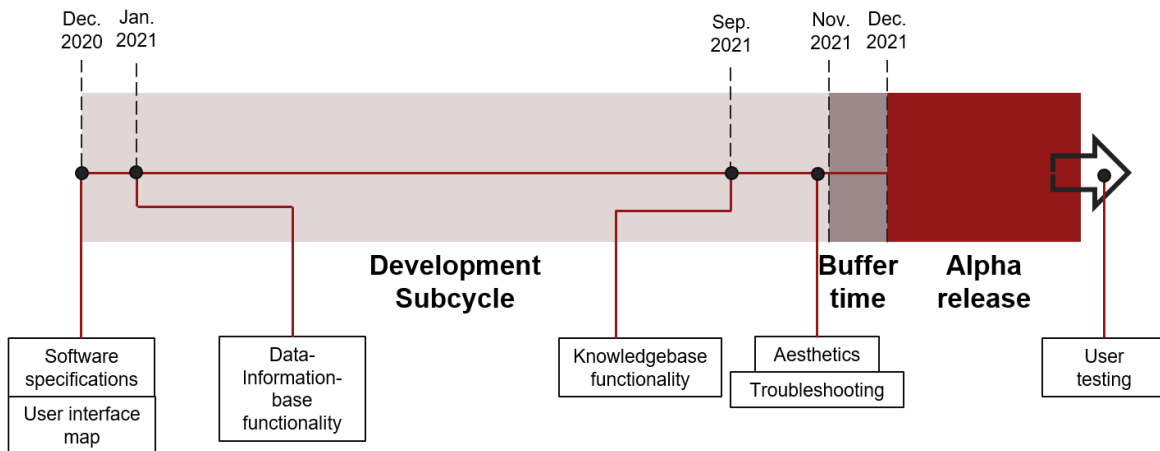 Dec.
2020
Jan.
2021
Sep.
2021
Nov.
2021
Dec.
2021
Development
Subcycle
Buffer
time
Alpha
release
Software
specifications
User interface
map
Data-
Information-
base
functionality
Knowledgebase
functionality
Aesthetics
Troubleshooting
User
testing